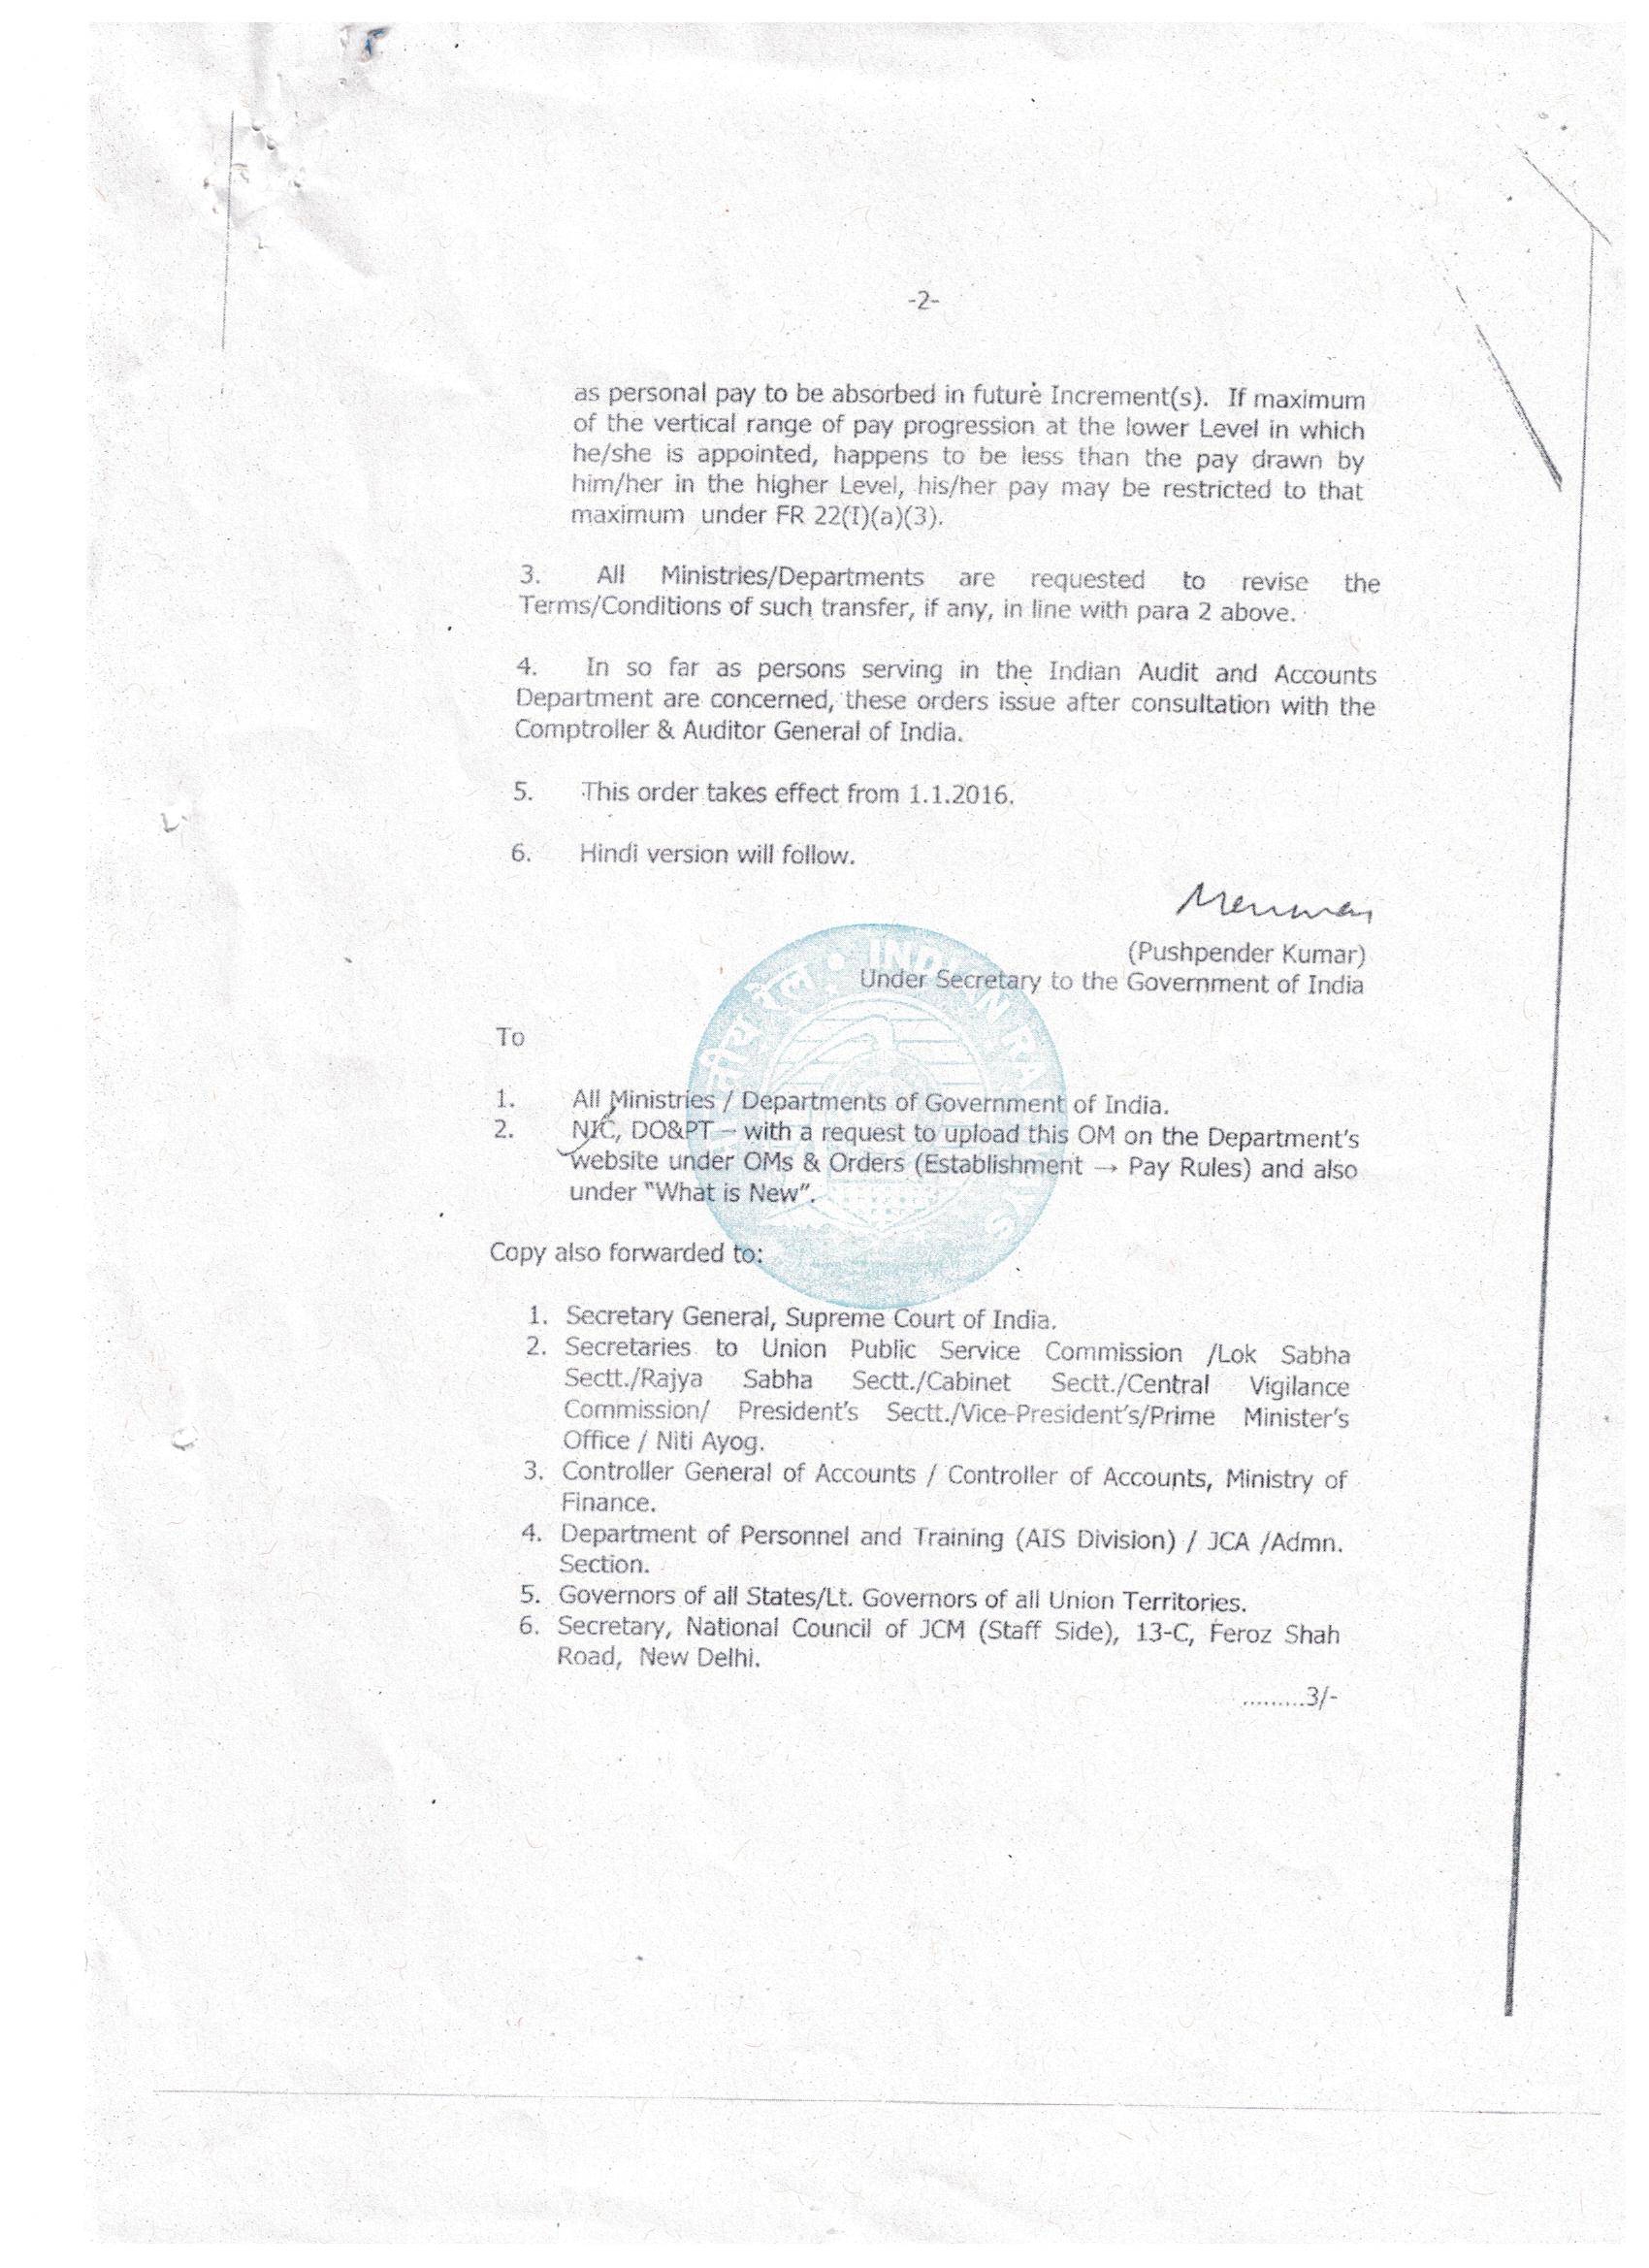 -2-
as personal pay to be absorbed in future Increment(s). If maximum
of the vertical range of pay progression at the lower Level in which
he/she is appointed, happens to be less than the pay drawn by
him/her in the higher Level, his/her pay may be restricted to that
maximum under FR 22(I)(a)(3).
3. All Ministries/Departments are requested to revise the
Terms/Conditions of such transfer, if any, in line with para 2 above.
4. In so far as persons serving in the Indian Audit and Accounts
Department are concerned, these orders issue after consultation with the
Comptroller & Auditor General of India.
5. This order takes effect from 1.1.2016.
6. Hindi version will follow.
(Pushpender Kumar)
Under Secretary to the Government of India
To
1. All Ministries / Departments of Government of India.
2. NIC, DO&PT – with a request to upload this OM on the Department's
website under OMs & Orders (Establishment → Pay Rules) and also
under "What is New".
Copy also forwarded to:
1. Secretary General, Supreme Court of India.
2. Secretaries to Union Public Service Commission /Lok Sabha
Sectt./Rajya Sabha Sectt./Cabinet Sectt./Central Vigilance
Commission/ President's Sectt./Vice-President's/Prime Minister's
Office / Niti Ayog.
3. Controller General of Accounts / Controller of Accounts, Ministry of
Finance.
4. Department of Personnel and Training (AIS Division) / JCA /Admn.
Section.
5. Governors of all States/Lt. Governors of all Union Territories.
6. Secretary, National Council of JCM (Staff Side), 13-C, Feroz Shah
Road, New Delhi.
.........3/-